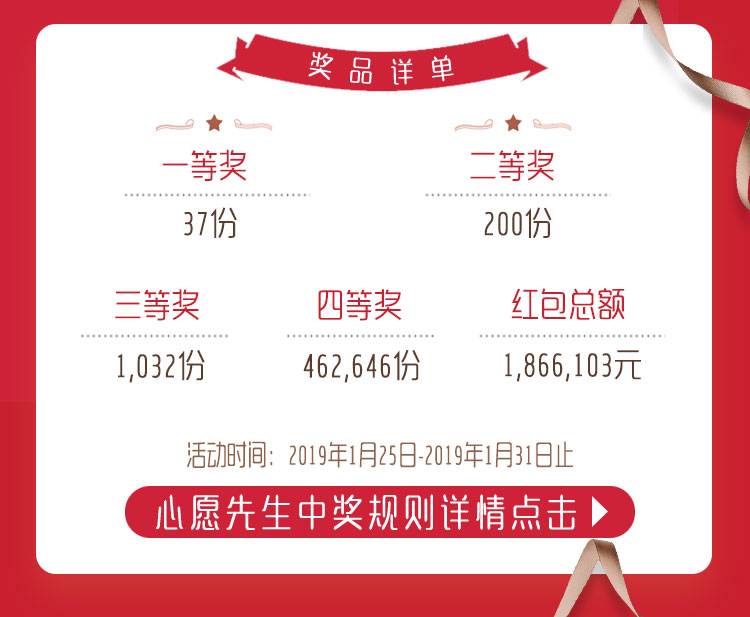 奖品详单
一等奖
二等奖
37份
200份
三等奖
四等奖
红包总额
1,032份
462,646份
1,866,103元
活动时间：2019年1月25日-2019年1月31日止
心愿先生中奖规则详情点击